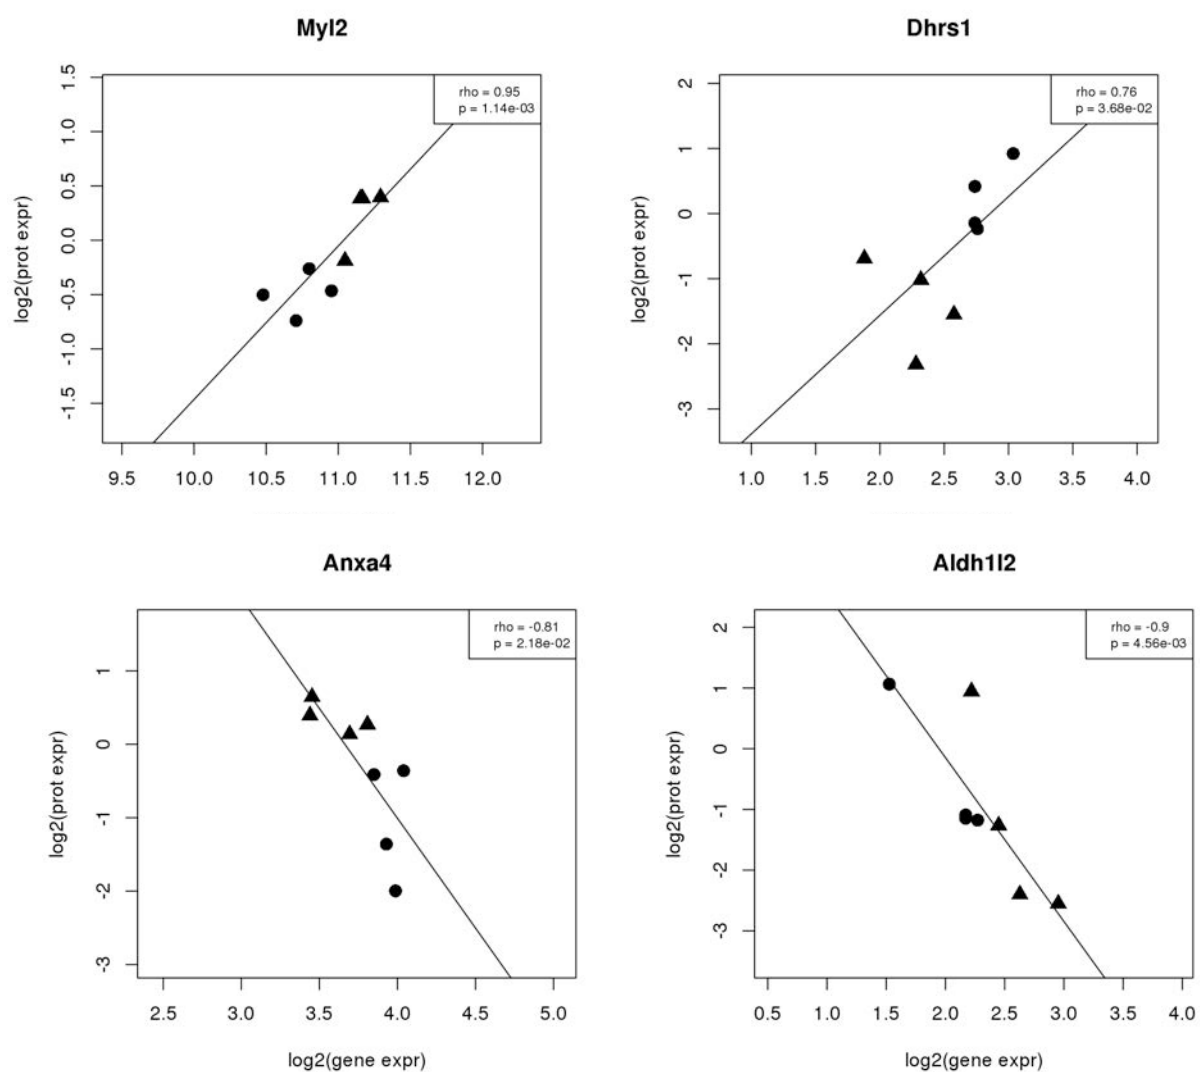 Myl2
rho = 0.95
p = 1.14e-03
log2(prot expr)
1.5
1.0
0.5
0.0
-0.5
-1.0
-1.5
9.5 10.0 10.5 11.0 11.5 12.0
Dhrs1
rho = 0.76
p = 3.68e-02
log2(prot expr)
2
1
0
-1
-2
-3
1.0 1.5 2.0 2.5 3.0 3.5 4.0
Anxa4
rho = -0.81
p = 2.18e-02
log2(prot expr)
1
0
-1
-2
-3
2.5 3.0 3.5 4.0 4.5 5.0
log2(gene expr)
Aldh1l2
rho = -0.9
p = 4.56e-03
log2(prot expr)
2
1
0
-1
-2
-3
0.5 1.0 1.5 2.0 2.5 3.0 3.5 4.0
log2(gene expr)